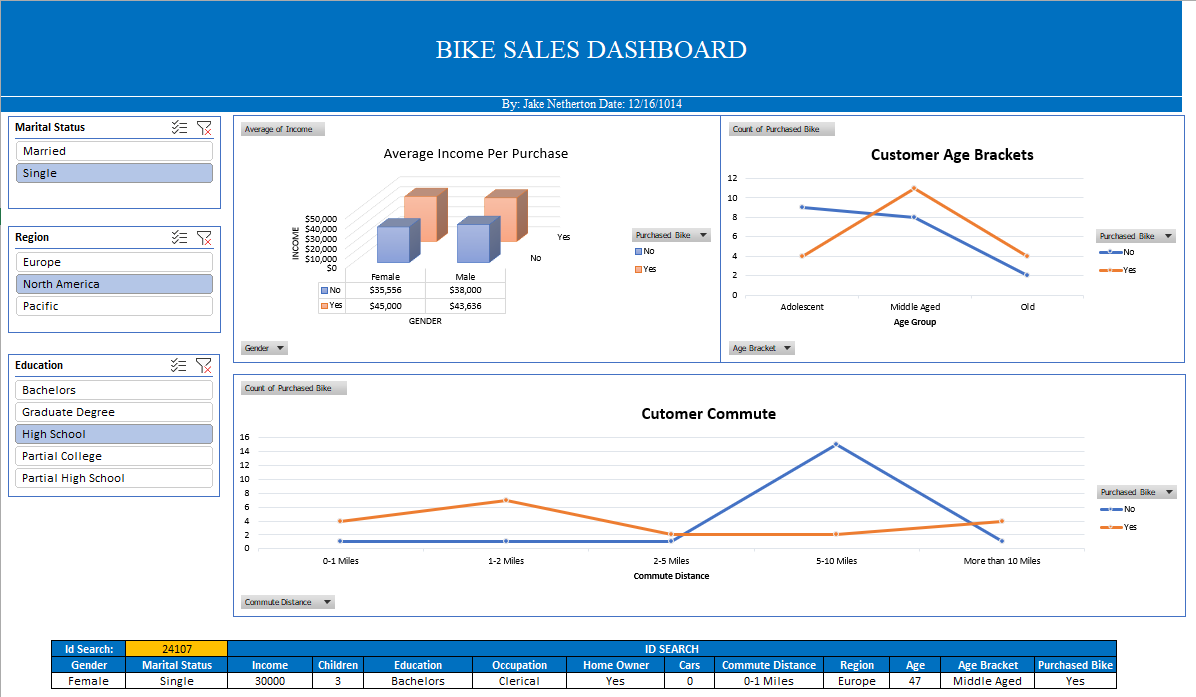 BIKE SALES DASHBOARD
By: Jake Netherton Date: 12/16/1014
Marital Status
Married
Single
Region
Europe
North America
Pacific
Education
Bachelors
Graduate Degree
High School
Partial College
Partial High School
Average of Income
Average Income Per Purchase
INCOME
$50,000
$40,000
$30,000
$20,000
$10,000
$0
Yes
No
Female Male
No $35,556 $38,000
Yes $45,000 $43,636
GENDER
Purchased Bike
No
Yes
Gender
Count of Purchased Bike
Customer Age Brackets
12
10
8
6
4
2
0
Adolescent Middle Aged Old
Age Group
Purchased Bike
No
Yes
Age Bracket
Count of Purchased Bike
Cutomer Commute
16
14
12
10
8
6
4
2
0
0-1 Miles 1-2 Miles 2-5 Miles 5-10 Miles More than 10 Miles
Commute Distance
Purchased Bike
No
Yes
Commute Distance
Id Search: 24107 ID SEARCH
Gender Marital Status Income Children Education Occupation Home Owner Cars Commute Distance Region Age Age Bracket Purchased Bike
Female Single 30000 3 Bachelors Clerical Yes 0 0-1 Miles Europe 47 Middle Aged Yes